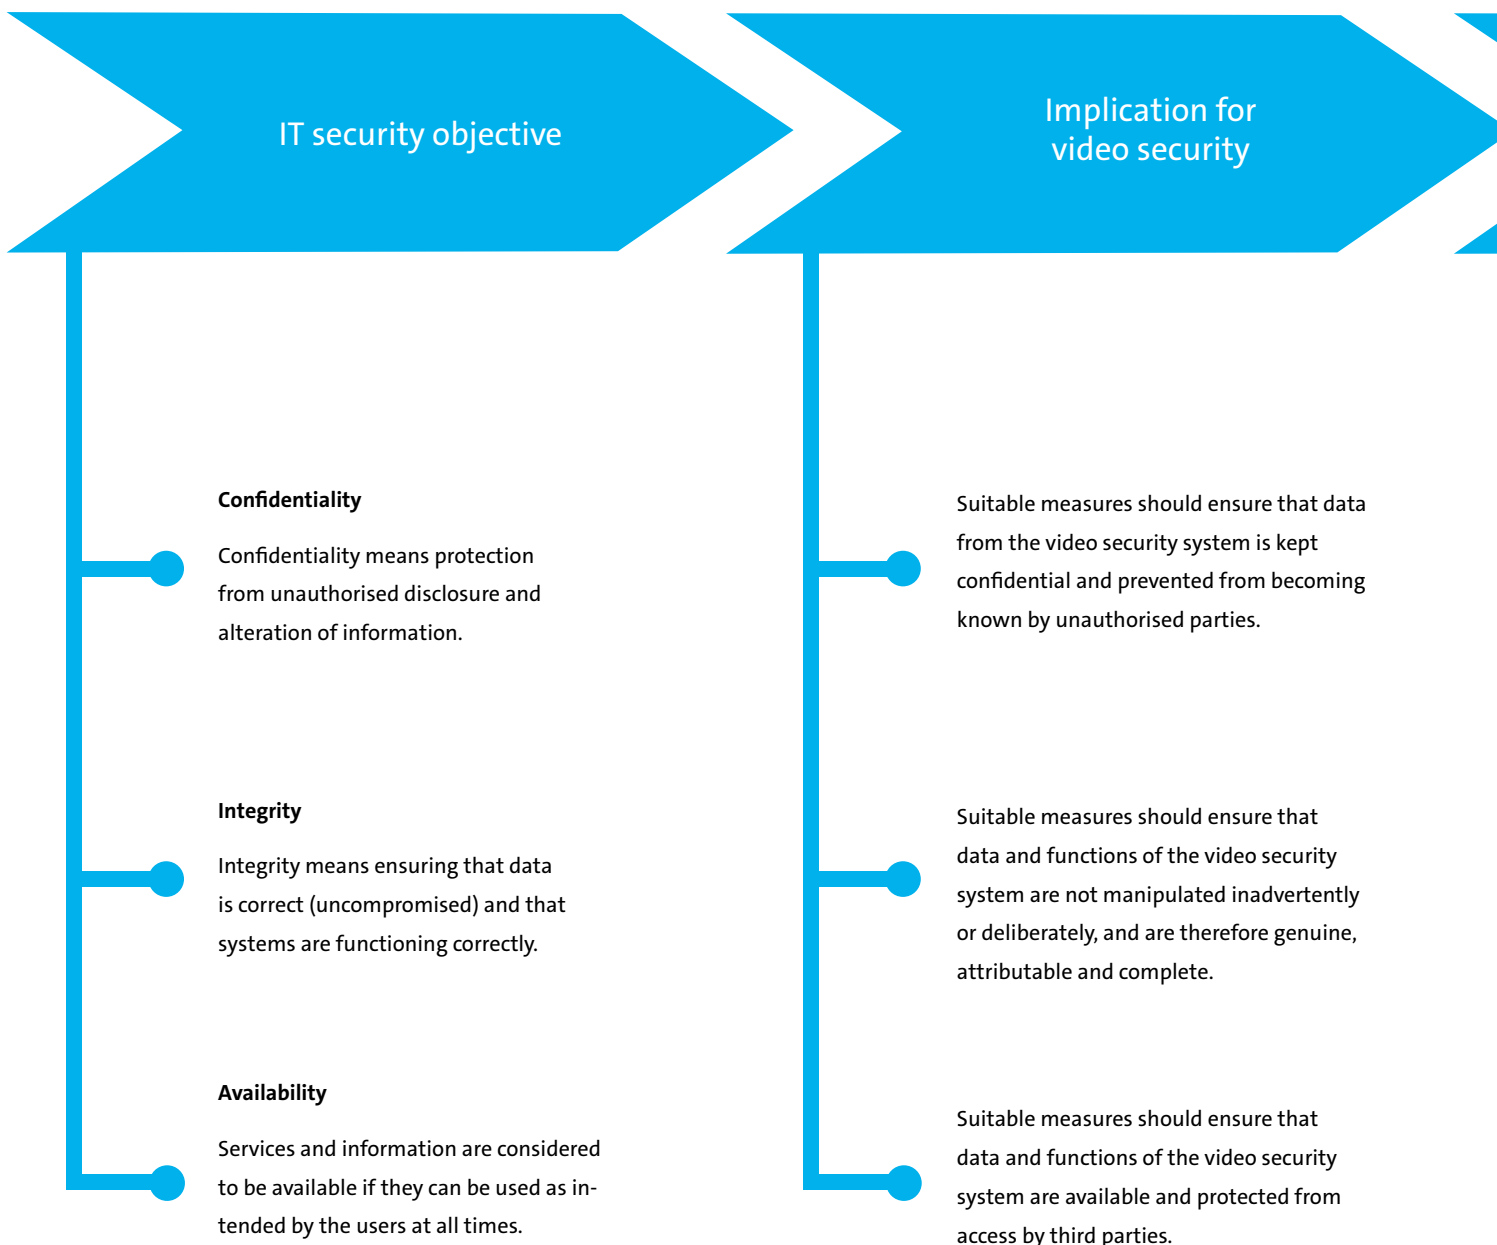 IT security objective
Implication for
video security
Confidentiality
Confidentiality means protection
from unauthorised disclosure and
alteration of information.
Suitable measures should ensure that data
from the video security system is kept
confidential and prevented from becoming
known by unauthorised parties.
Integrity
Integrity means ensuring that data
is correct (uncompromised) and that
systems are functioning correctly.
Suitable measures should ensure that
data and functions of the video security
system are not manipulated inadvertently
or deliberately, and are therefore genuine,
attributable and complete.
Availability
Services and information are considered
to be available if they can be used as in-
tended by the users at all times.
Suitable measures should ensure that
data and functions of the video security
system are available and protected from
access by third parties.